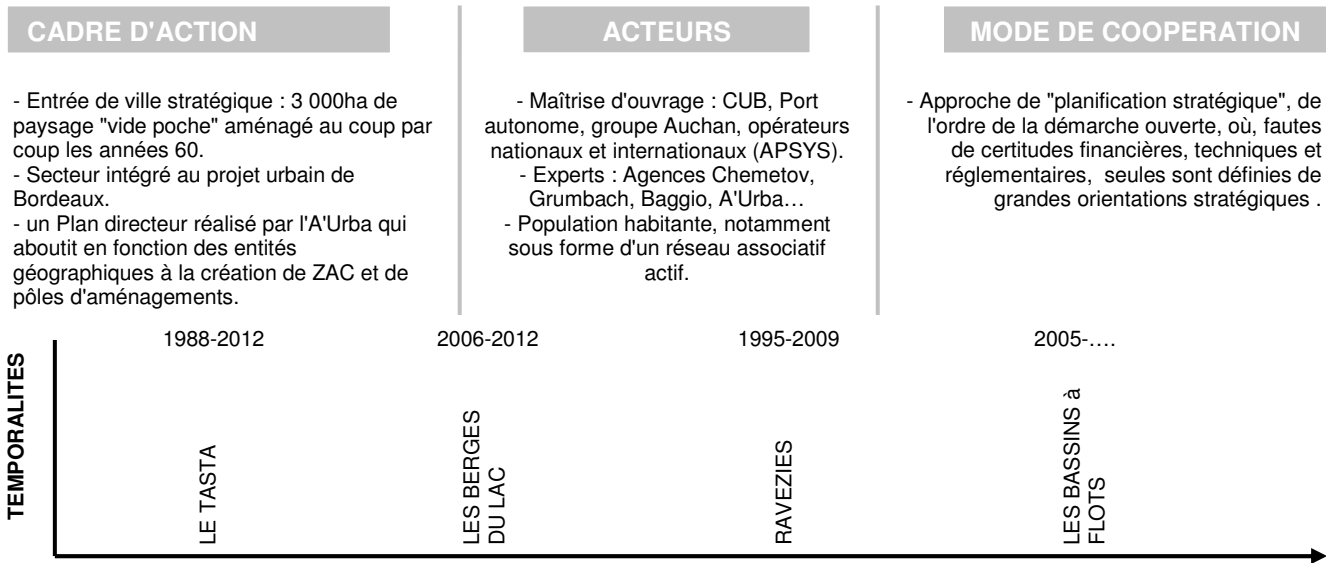 CADRE D'ACTION
- Entrée de ville stratégique : 3 000ha de
paysage "vide poche" aménagé au coup par
coup les années 60.
- Secteur intégré au projet urbain de
Bordeaux.
- un Plan directeur réalisé par l'A'Urba qui
aboutit en fonction des entités
géographiques à la création de ZAC et de
pôles d'aménagements.
ACTEURS
- Maîtrise d'ouvrage : CUB, Port
autonome, groupe Auchan, opérateurs
nationaux et internationaux (APSYS).
- Experts : Agences Chemetov,
Grumbach, Baggio, A'Urba…
- Population habitante, notamment
sous forme d'un réseau associatif
actif.
MODE DE COOPERATION
- Approche de "planification stratégique", de
l'ordre de la démarche ouverte, où, fautes
de certitudes financières, techniques et
réglementaires, seules sont définies de
grandes orientations stratégiques .
TEMPORALITES
1988-2012
LE TASTA
2006-2012
LES BERGES
DU LAC
1995-2009
RAVEZIES
2005-….
LES BASSINS à
FLOTS